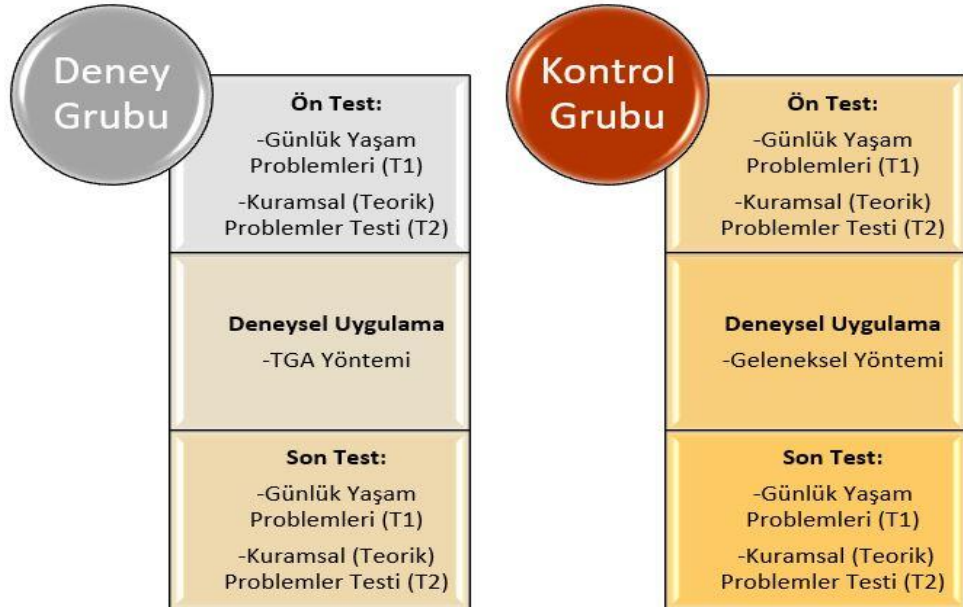 Deney
Grubu
Ön Test:
-Günlük Yaşam
Problemleri (T1)
-Kuramsal (Teorik)
Problemler Testi (T2)
Deneysel Uygulama
-TGA Yöntemi
Son Test:
-Günlük Yaşam
Problemleri (T1)
-Kuramsal (Teorik)
Problemler Testi (T2)
Kontrol
Grubu
Ön Test:
-Günlük Yaşam
Problemleri (T1)
-Kuramsal (Teorik)
Problemler Testi (T2)
Deneysel Uygulama
-Geleneksel Yöntemi
Son Test:
-Günlük Yaşam
Problemleri (T1)
-Kuramsal (Teorik)
Problemler Testi (T2)